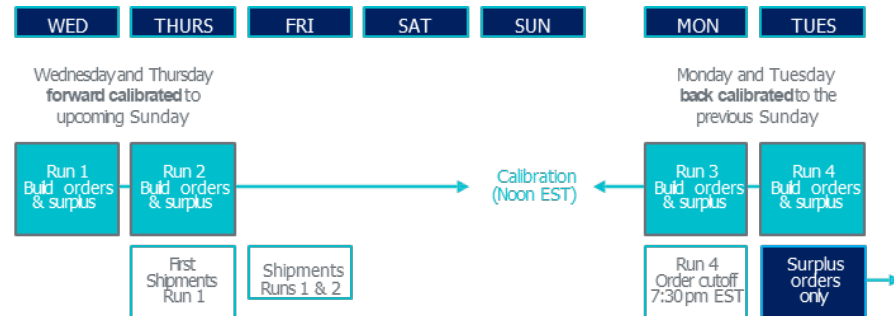 WED THURS FRI SAT SUN MON TUES
Wednesday and Thursday
forward calibrated to
upcoming Sunday
Monday and Tuesday
back calibrated to the
previous Sunday
Run 1
Build orders
& surplus
Run 2
Build orders
& surplus
Calibration
(Noon EST)
Run 3
Build orders
& surplus
Run 4
Build orders
& surplus
First
Shipments
Run 1
Shipments
Runs 1 & 2
Run 4
Order cutoff
7:30 pm EST
Surplus
orders
only